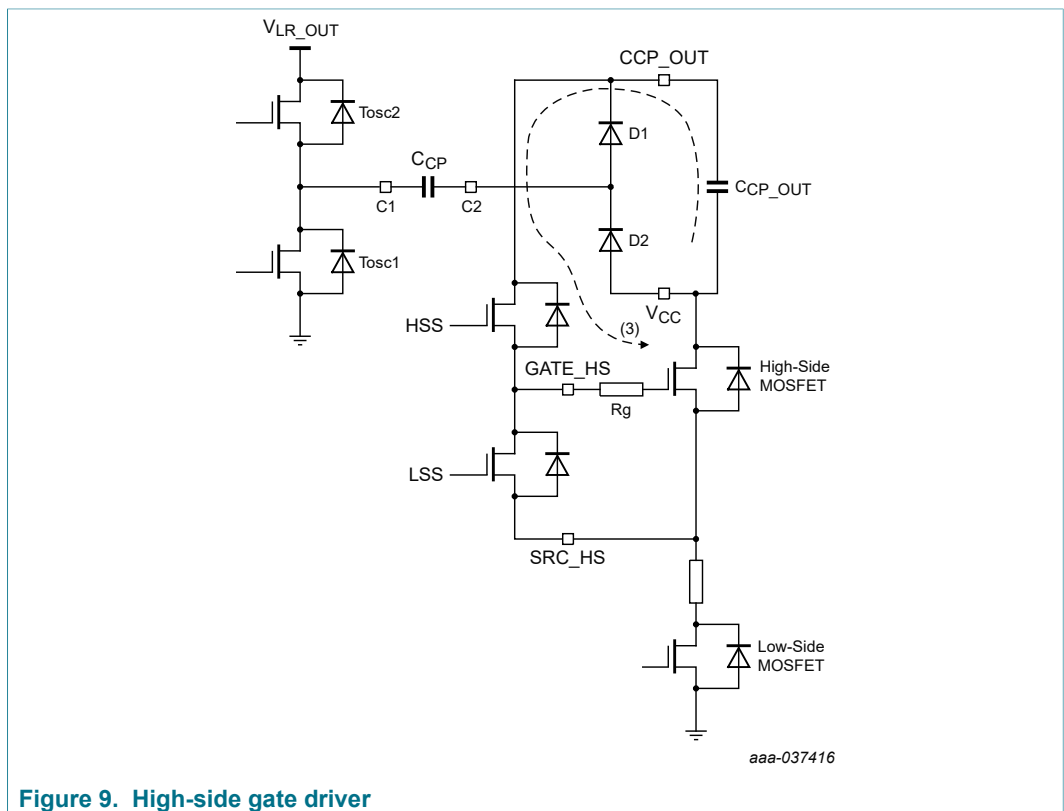 VLR_OUT
Tosc2
CCP_OUT
D1
CCP
C1
C2
CCP_OUT
D2
Tosc1
VCC
HSS
(3)
GATE_HS
High-Side
MOSFET
Rg
LSS
SRC_HS
Low-Side
MOSFET
aaa-037416
Figure 9. High-side gate driver